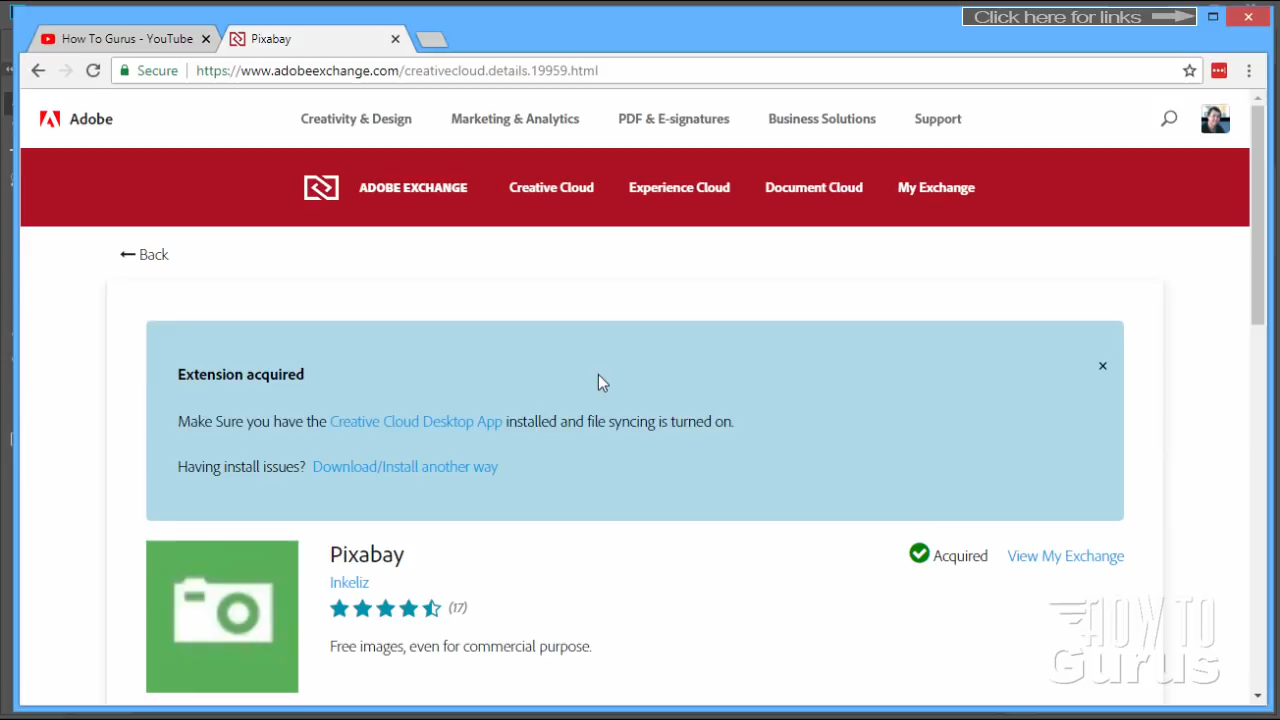 Click here for links
How To Gurus - YouTube
Pixabay
Secure https://www.adobeexchange.com/creativecloud.details.19959.html
Adobe Creativity & Design Marketing & Analytics PDF & E-signatures Business Solutions Support
ADOBE EXCHANGE Creative Cloud Experience Cloud Document Cloud My Exchange
Back
Extension acquired
Make Sure you have the Creative Cloud Desktop App installed and file syncing is turned on.
Having install issues? Download/Install another way
Pixabay
Acquired View My Exchange
Inkeliz
(17)
Free images, even for commercial purpose.
HOW TO
Gurus